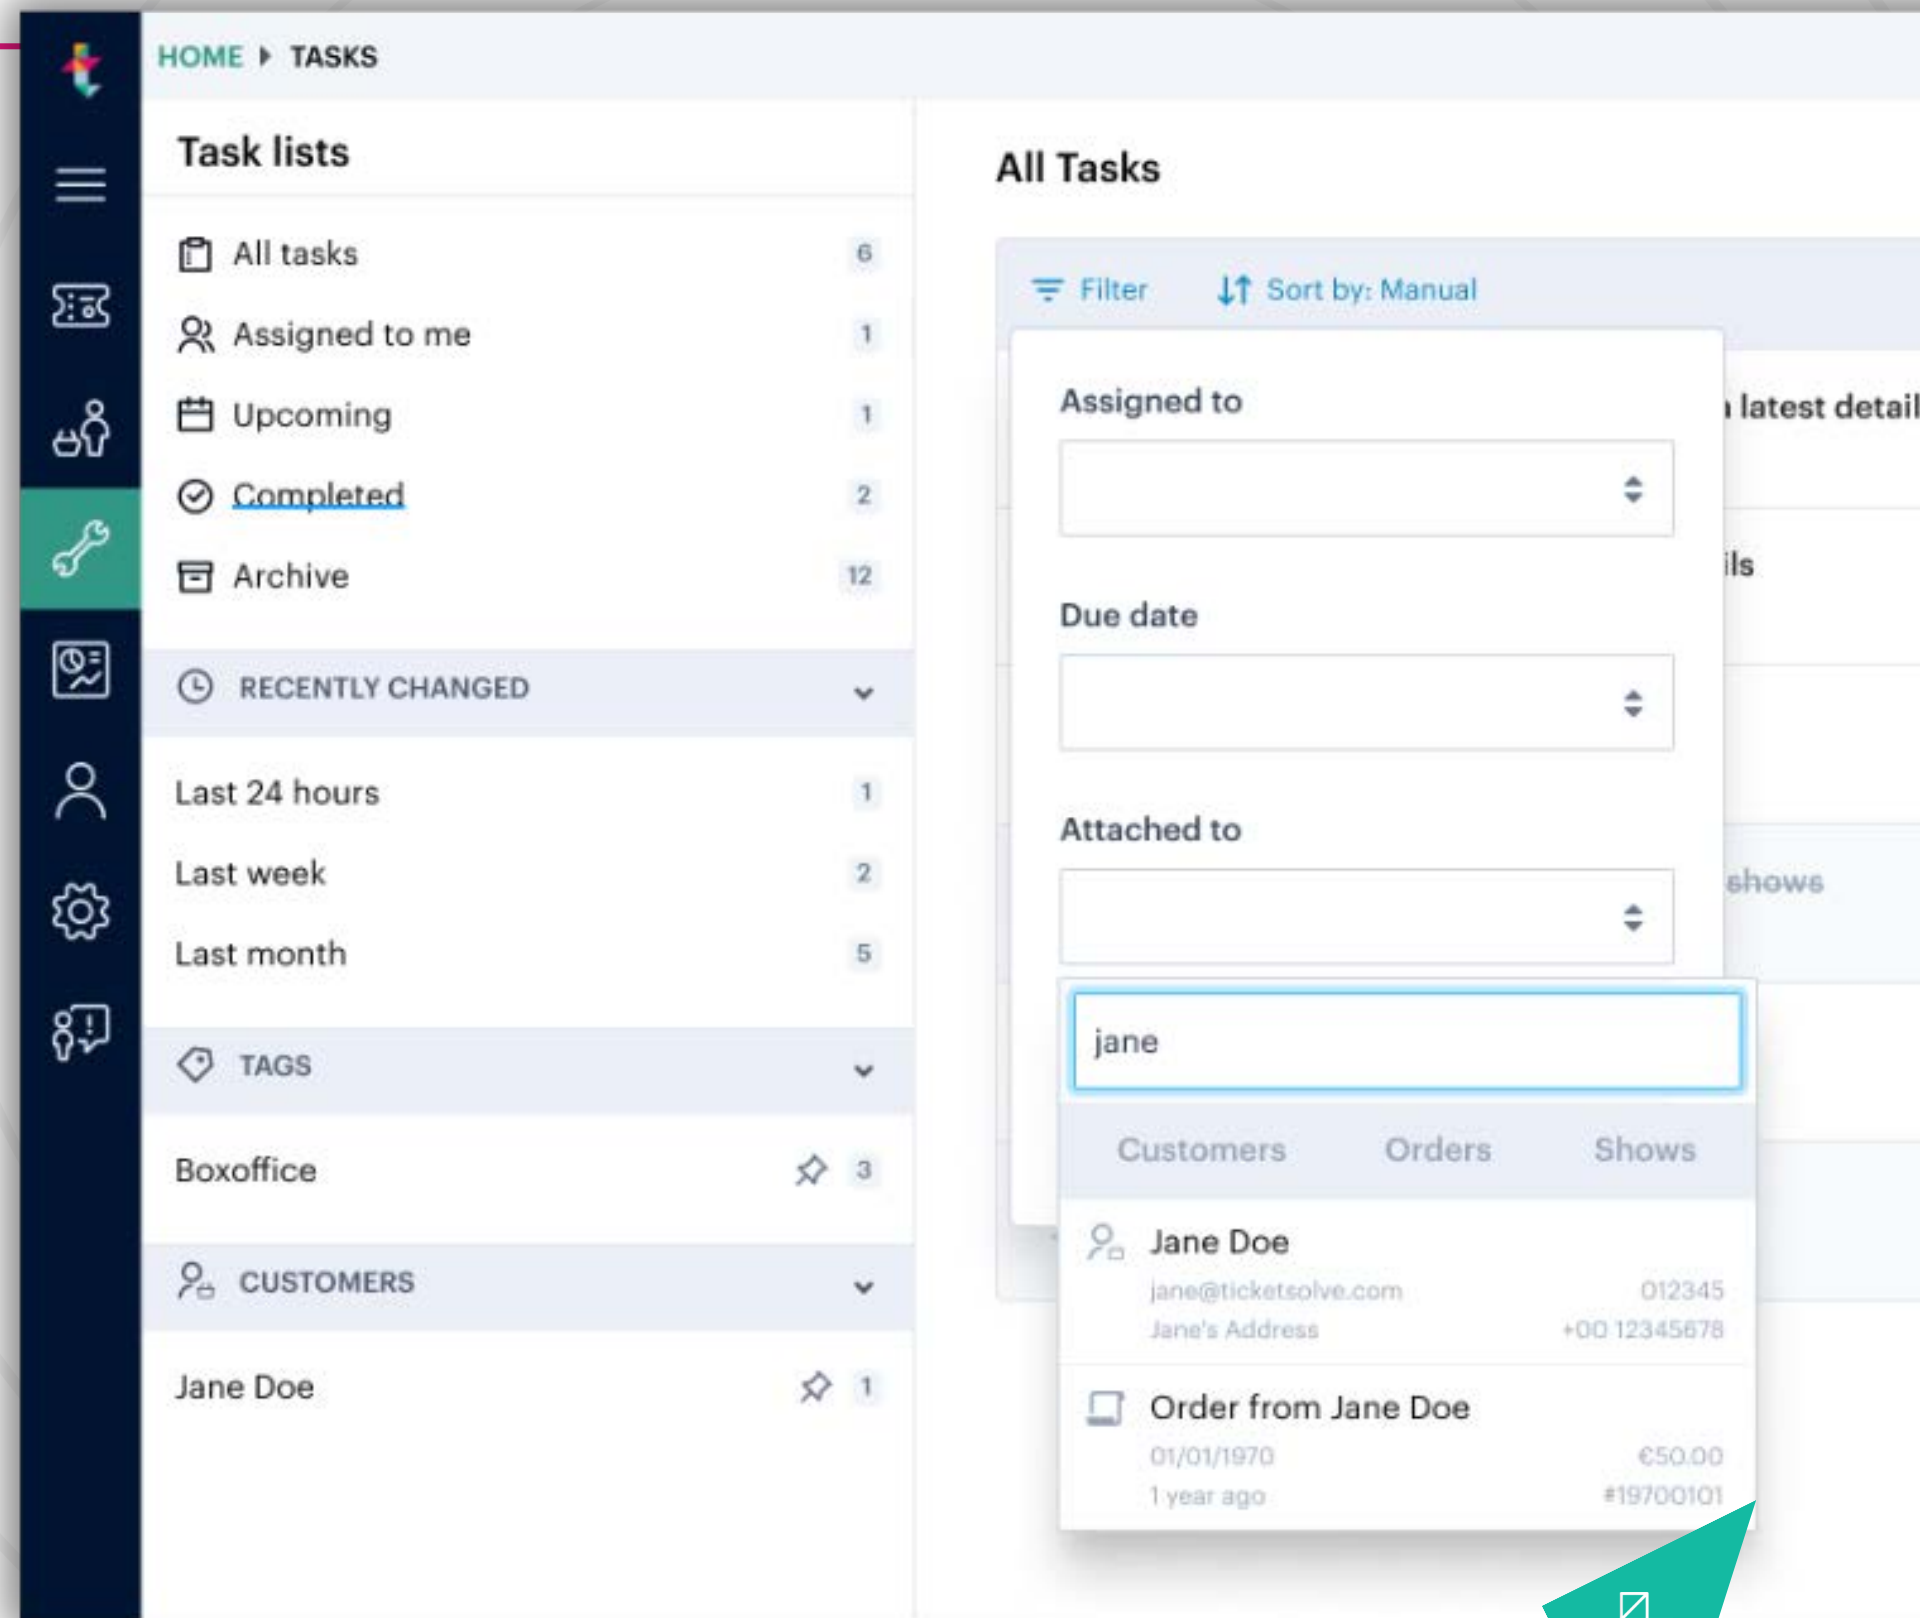 HOME TASKS
Task lists
All tasks 6
Assigned to me 1
Upcoming 1
Completed 2
Archive 12
RECENTLY CHANGED
Last 24 hours 1
Last week 2
Last month 5
TAGS
Boxoffice 3
CUSTOMERS
Jane Doe 1
All Tasks
Filter Sort by: Manual
Assigned to
latest detail
ils
Due date
Attached to
shows
jane
Customers Orders Shows
Jane Doe
jane@ticketsolve.com 012345
Jane's Address +00 12345678
Order from Jane Doe
01/01/1970 €50.00
1 year ago #19700101